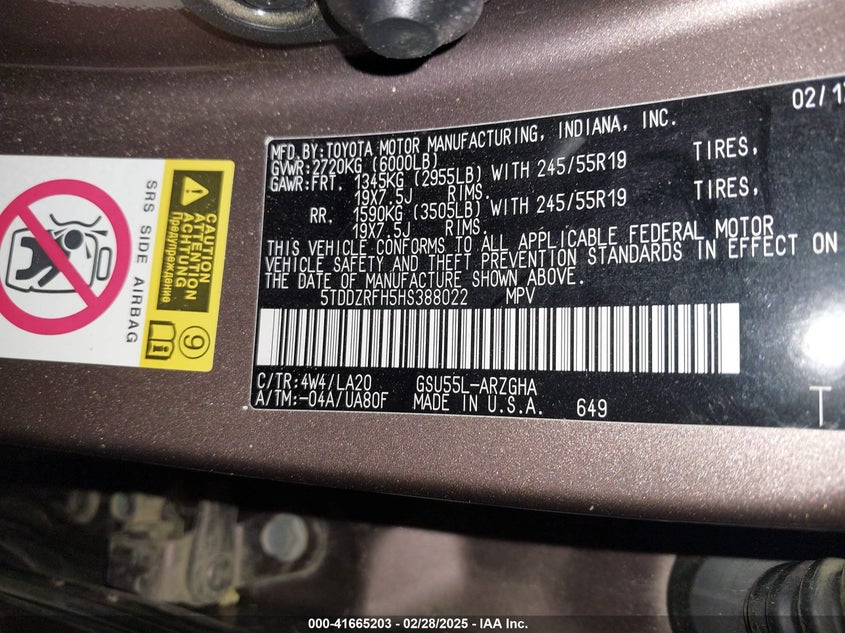 02/17
MFD.BY:TOYOTA MOTOR MANUFACTURING, INDIANA, INC.
GVWR:2720KG (6000LB)
GAWR:FRT. 1345KG (2955LB) WITH 245/55R19 TIRES,
19X7.5J RIMS.
RR. 1590KG (3505LB) WITH 245/55R19 TIRES,
19X7.5J RIMS.
THIS VEHICLE CONFORMS TO ALL APPLICABLE FEDERAL MOTOR
VEHICLE SAFETY AND THEFT PREVENTION STANDARDS IN EFFECT ON
THE DATE OF MANUFACTURE SHOWN ABOVE.
5TDDZRFH5HS388022 MPV
C/TR:4W4/LA20 GSU55L-ARZGHA
A/TM:-04A/UA80F MADE IN U.S.A. 649
T
SRS SIDE AIRBAG
CAUTION
ATTENTION
ACHTUNG
Предупреждение
9
000-41665203 - 02/28/2025 - IAA Inc.